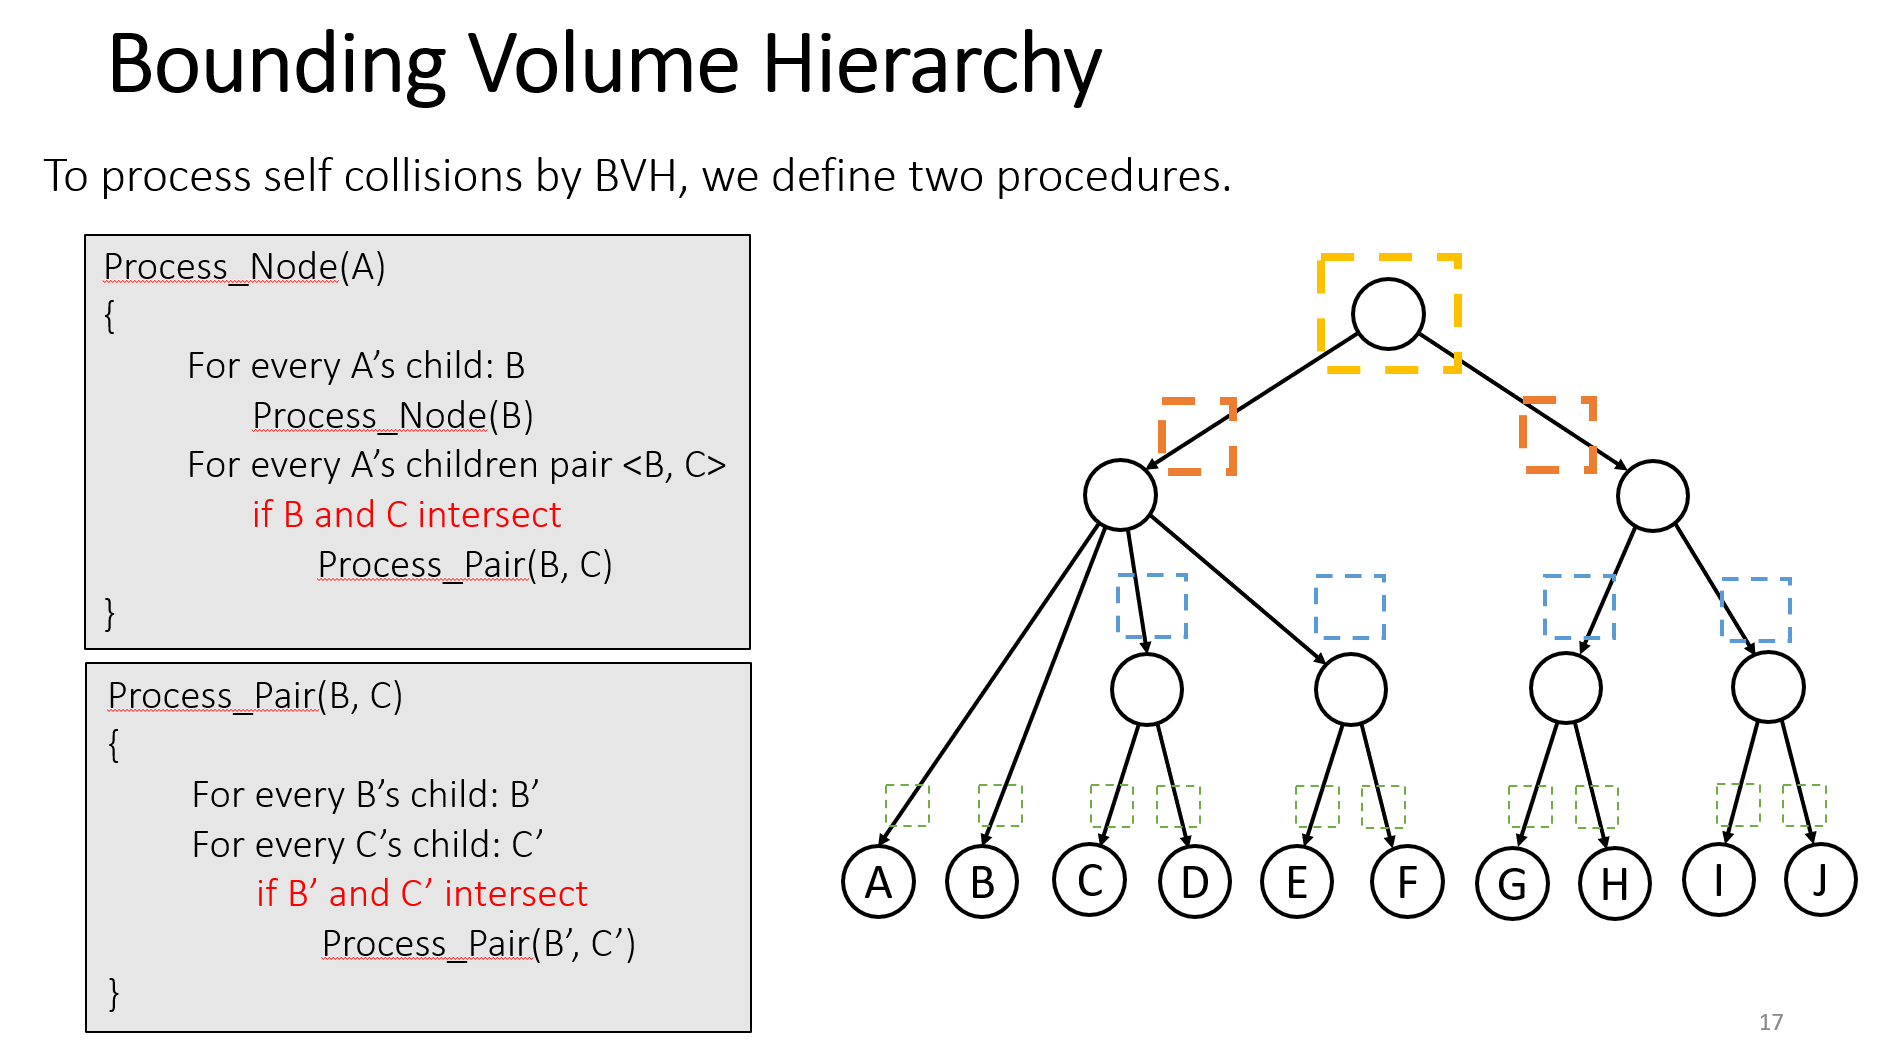 Bounding Volume Hierarchy
To process self collisions by BVH, we define two procedures.
Process_Node(A)
{
For every A’s child: B
Process_Node(B)
For every A’s children pair <B, C>
if B and C intersect
Process_Pair(B, C)
}
Process_Pair(B, C)
{
For every B’s child: B’
For every C’s child: C’
if B’ and C’ intersect
Process_Pair(B’, C’)
}
A B C D E F G H I J
17